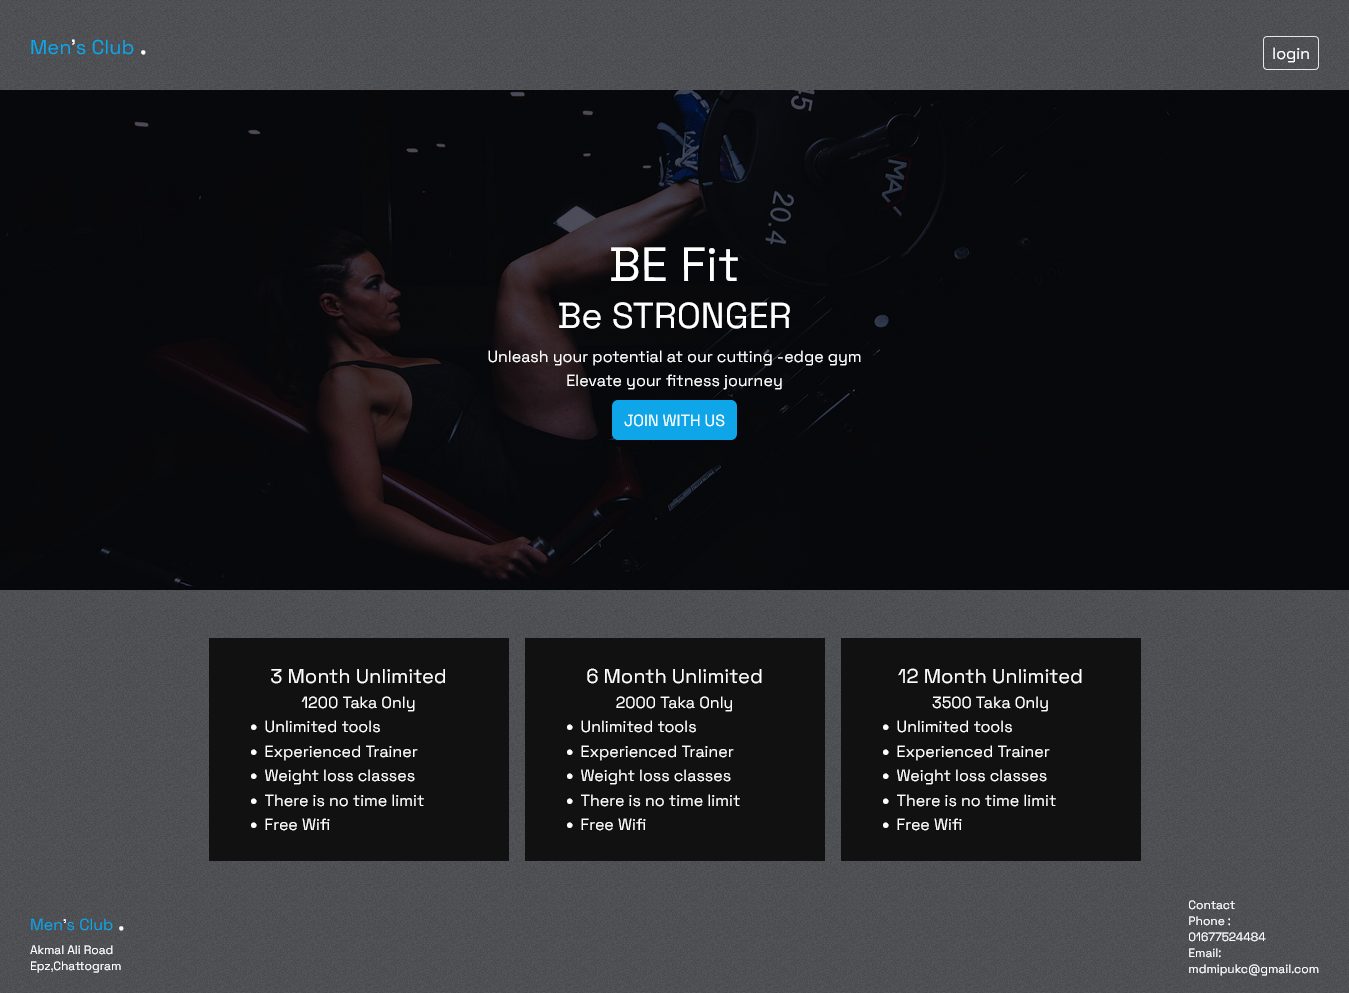 Men's Club .
login
45
20.4
BE Fit
Be STRONGER
Unleash your potential at our cutting -edge gym
Elevate your fitness journey
JOIN WITH US
3 Month Unlimited
1200 Taka Only
• Unlimited tools
• Experienced Trainer
• Weight loss classes
• There is no time limit
• Free Wifi
6 Month Unlimited
2000 Taka Only
• Unlimited tools
• Experienced Trainer
• Weight loss classes
• There is no time limit
• Free Wifi
12 Month Unlimited
3500 Taka Only
• Unlimited tools
• Experienced Trainer
• Weight loss classes
• There is no time limit
• Free Wifi
Men's Club .
Akmal Ali Road
Epz,Chattogram
Contact
Phone :
01677524484
Email:
mdmipukc@gmail.com